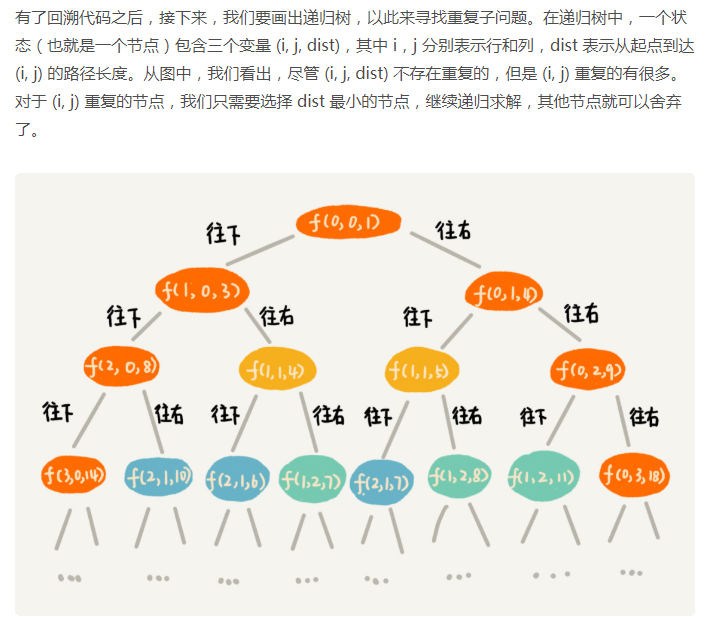 有了回溯代码之后，接下来，我们要画出递归树，以此来寻找重复子问题。在递归树中，一个状
态（也就是一个节点）包含三个变量 (i, j, dist)，其中 i，j 分别表示行和列，dist 表示从起点到达
(i, j) 的路径长度。从图中，我们看出，尽管 (i, j, dist) 不存在重复的，但是 (i, j) 重复的有很多。
对于 (i, j) 重复的节点，我们只需要选择 dist 最小的节点，继续递归求解，其他节点就可以舍弃
了。
f(0,0,1)
往下 往右
f(1,0,3) f(0,1,4)
往下 往右 往下 往右
f(2,0,8) f(1,1,4) f(1,1,5) f(0,2,9)
往下 往右 往下 往右 往下 往右 往下 往右
f(3,0,14) f(2,1,10) f(2,1,6) f(1,2,7) f(2,1,7) f(1,2,8) f(1,2,11) f(0,3,18)
... ... ... ... ... ... ... ...